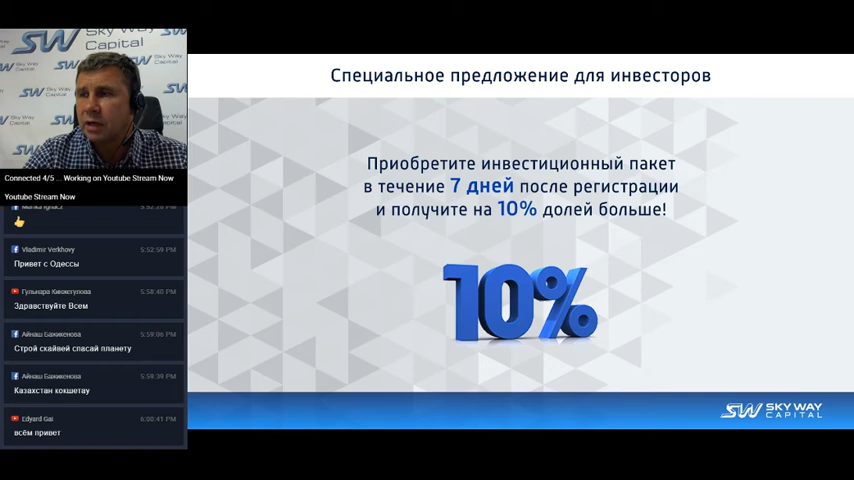 SKY WAY
CAPITAL
Специальное предложение для инвесторов
Приобретите инвестиционный пакет
в течение 7 дней после регистрации
и получите на 10% долей больше!
10%
SW SKY WAY
CAPITAL
Connected 4/5 ... Working on Youtube Stream Now
Youtube Stream Now
Vladimir Verkhovy 5:52:59 PM
Привет с Одессы
Гульнара Кинжегулова 5:58:40 PM
Здравствуйте Всем
Айнаш Бажикенова 5:59:06 PM
Строй скайвей спасай планету
Айнаш Бажикенова 5:59:39 PM
Казахстан кокшетау
Edyard Gai 6:00:41 PM
всём привет